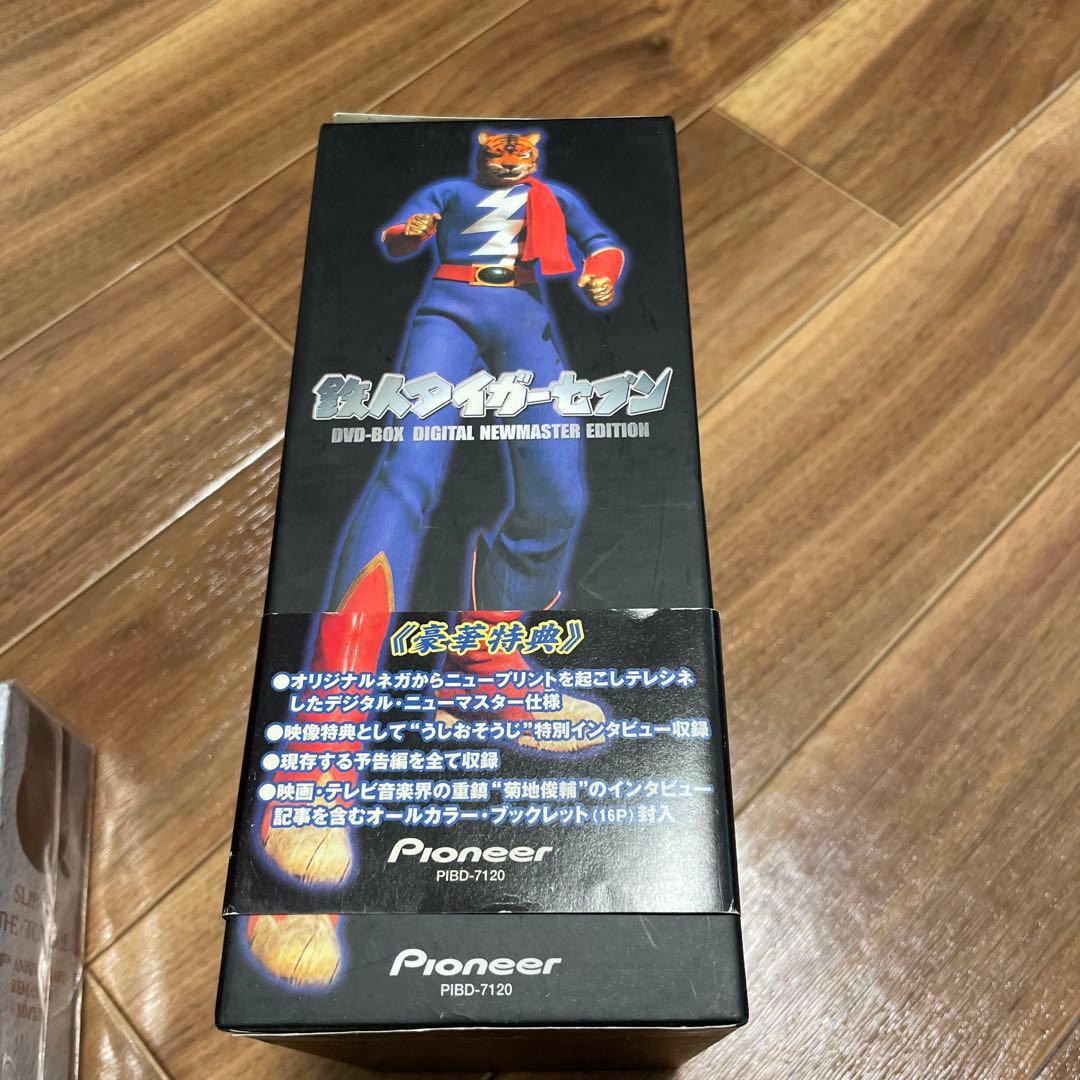 鉄人タイガーセブン
DVD-BOX DIGITAL NEWMASTER EDITION
《豪華特典》
●オリジナルネガからニュープリントを起こしテレシネ
したデジタル・ニューマスター仕様
●映像特典として“うしおそうじ”特別インタビュー収録
●現存する予告編を全て収録
●映画・テレビ音楽界の重鎮“菊地俊輔”のインタビュー
記事を含むオールカラー・ブックレット(16P)封入
Pioneer
PIBD-7120
Pioneer
PIBD-7120